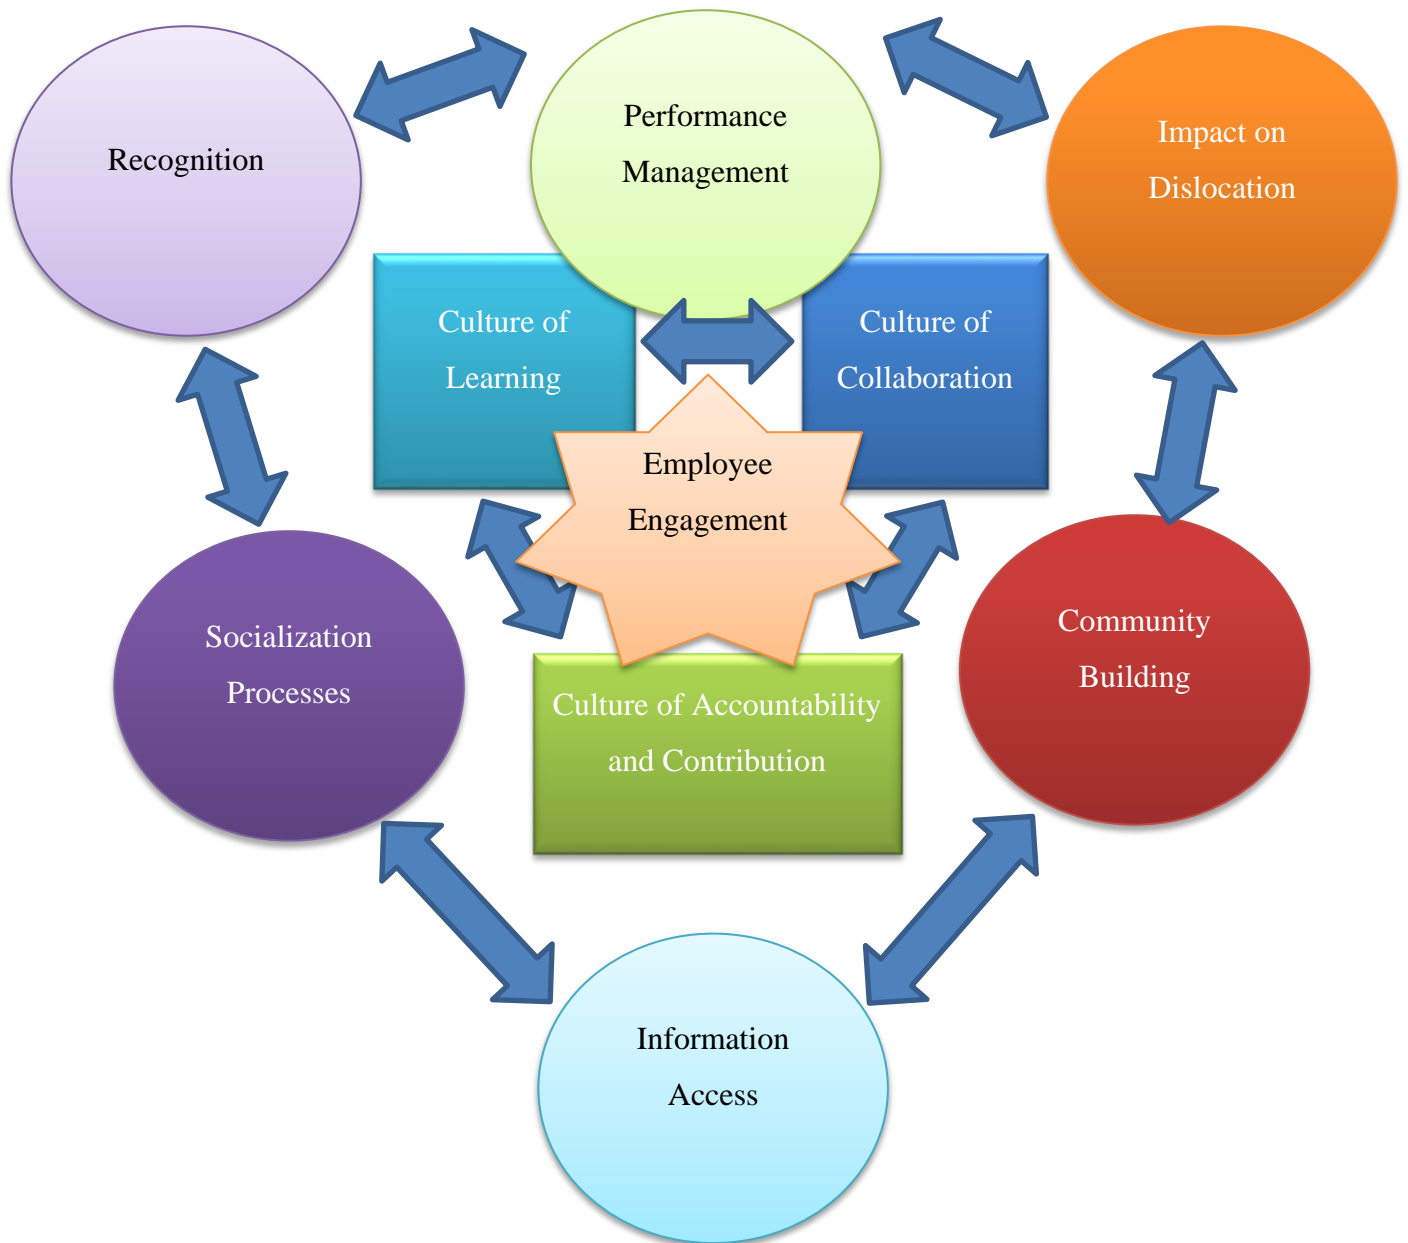 Recognition
Performance
Management
Impact on
Dislocation
Culture of
Learning
Culture of
Collaboration
Employee
Engagement
Socialization
Processes
Community
Building
Culture of Accountability
and Contribution
Information
Access